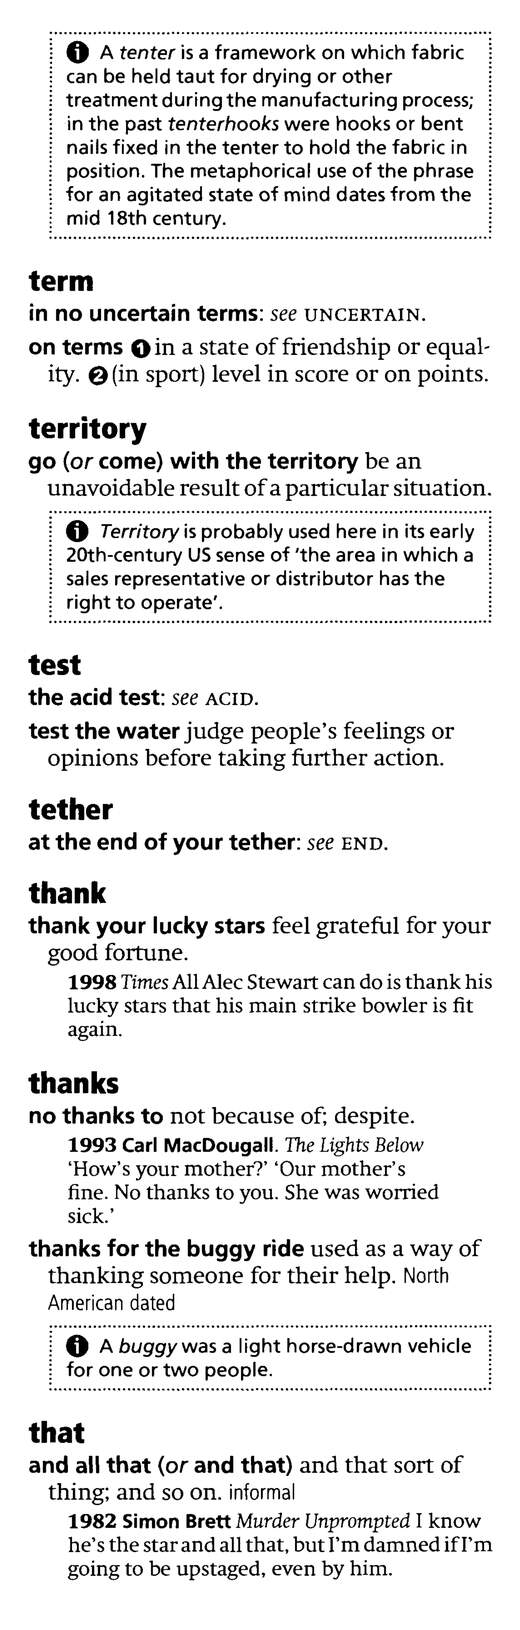 ℹ A tenter is a framework on which fabric
can be held taut for drying or other
treatment during the manufacturing process;
in the past tenterhooks were hooks or bent
nails fixed in the tenter to hold the fabric in
position. The metaphorical use of the phrase
for an agitated state of mind dates from the
mid 18th century.
term
in no uncertain terms: see UNCERTAIN.
on terms ❶ in a state of friendship or equal-
ity. ❷ (in sport) level in score or on points.
territory
go (or come) with the territory be an
unavoidable result of a particular situation.
ℹ Territory is probably used here in its early
20th-century US sense of 'the area in which a
sales representative or distributor has the
right to operate'.
test
the acid test: see ACID.
test the water judge people's feelings or
opinions before taking further action.
tether
at the end of your tether: see END.
thank
thank your lucky stars feel grateful for your
good fortune.
1998 Times All Alec Stewart can do is thank his
lucky stars that his main strike bowler is fit
again.
thanks
no thanks to not because of; despite.
1993 Carl MacDougall. The Lights Below
'How's your mother?' 'Our mother's
fine. No thanks to you. She was worried
sick.'
thanks for the buggy ride used as a way of
thanking someone for their help. North
American dated
ℹ A buggy was a light horse-drawn vehicle
for one or two people.
that
and all that (or and that) and that sort of
thing; and so on. informal
1982 Simon Brett Murder Unprompted I know
he's the star and all that, but I'm damned if I'm
going to be upstaged, even by him.